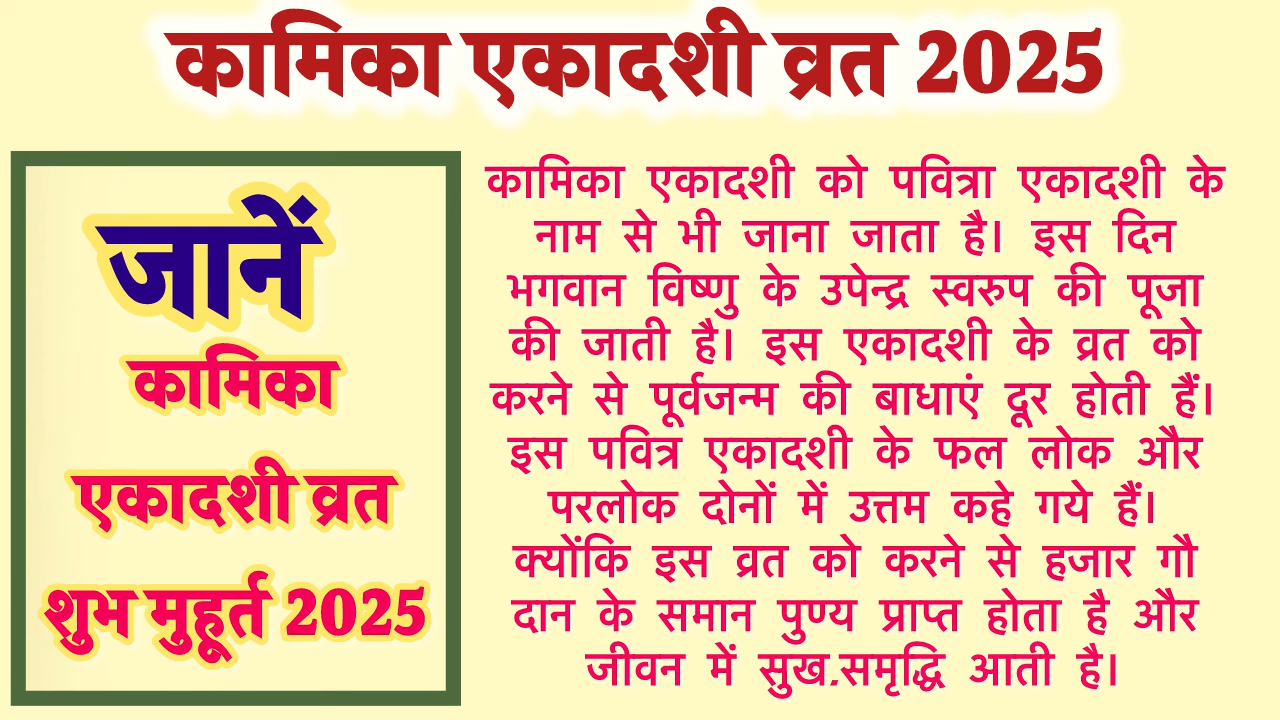 कामिका एकादशी व्रत 2025
जानें
कामिका
एकादशी व्रत
शुभ मुहूर्त 2025
कामिका एकादशी को पवित्रा एकादशी के
नाम से भी जाना जाता है। इस दिन
भगवान विष्णु के उपेन्द्र स्वरुप की पूजा
की जाती है। इस एकादशी के व्रत को
करने से पूर्वजन्म की बाधाएं दूर होती हैं।
इस पवित्र एकादशी के फल लोक और
परलोक दोनों में उत्तम कहे गये हैं।
क्योंकि इस व्रत को करने से हजार गौ
दान के समान पुण्य प्राप्त होता है और
जीवन में सुख.समृद्धि आती है।